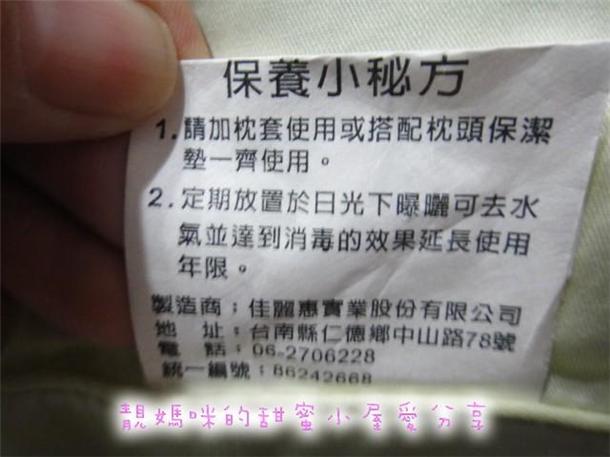 保養小秘方
1.請加枕套使用或搭配枕頭保潔
墊一齊使用。
2.定期放置於日光下曝曬可去水
氣並達到消毒的效果延長使用
年限。
製造商：佳麗惠實業股份有限公司
地　址：台南縣仁德鄉中山路78號
電　話：06-2706228
統一編號：86242668
靚媽咪的甜蜜小屋愛分享